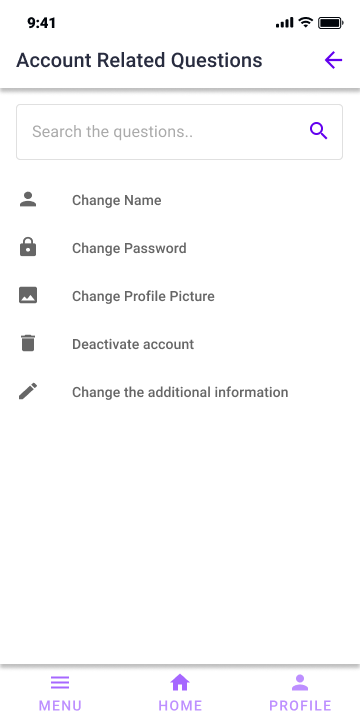 9:41
Account Related Questions
Search the questions..
Change Name
Change Password
Change Profile Picture
Deactivate account
Change the additional information
MENU HOME PROFILE